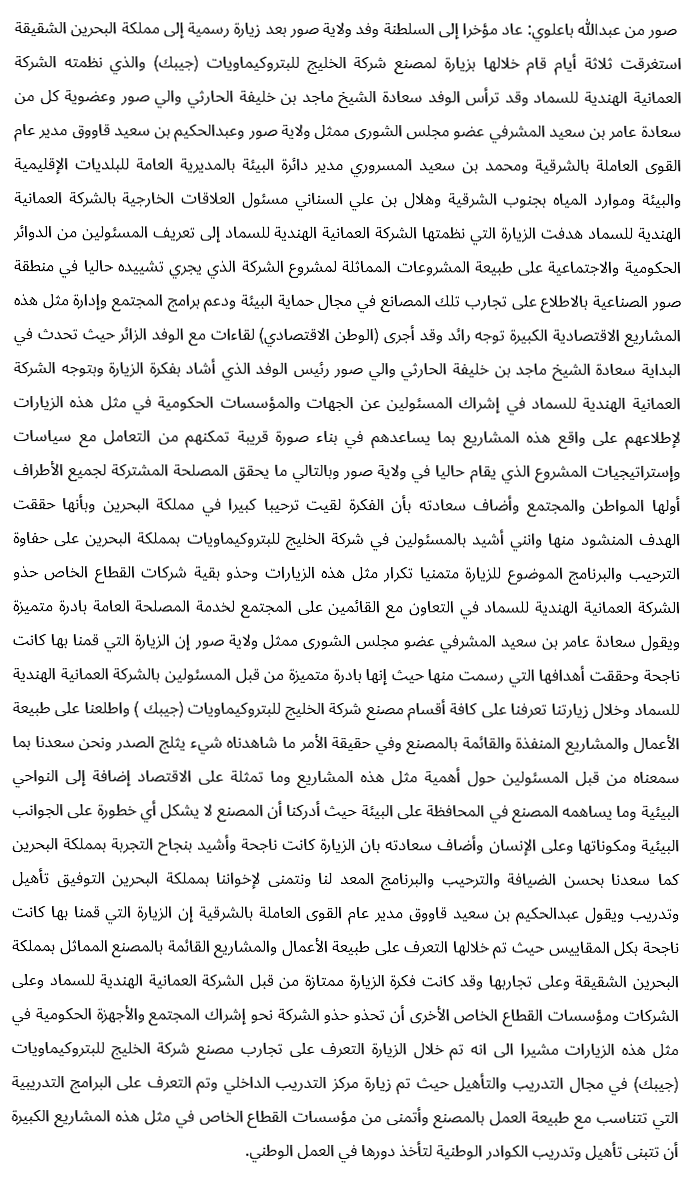 صور من عبدالله باعلوي: عاد مؤخرا إلى السلطنة وفد ولاية صور بعد زيارة رسمية إلى مملكة البحرين الشقيقة
استغرقت ثلاثة أيام قام خلالها بزيارة لمصنع شركة الخليج للبتروكيماويات (جيبك) والذي نظمته الشركة
العمانية الهندية للسماد وقد ترأس الوفد سعادة الشيخ ماجد بن خليفة الحارثي والي صور وعضوية كل من
سعادة عامر بن سعيد المشرفي عضو مجلس الشورى ممثل ولاية صور وعبدالحكيم بن سعيد قاووق مدير عام
القوى العاملة بالشرقية ومحمد بن سعيد المسروري مدير دائرة البيئة بالمديرية العامة للبلديات الإقليمية
والبيئة وموارد المياه بجنوب الشرقية وهلال بن علي السناني مسئول العلاقات الخارجية بالشركة العمانية
الهندية للسماد هدفت الزيارة التي نظمتها الشركة العمانية الهندية للسماد إلى تعريف المسئولين من الدوائر
الحكومية والاجتماعية على طبيعة المشروعات المماثلة لمشروع الشركة الذي يجري تشييده حاليا في منطقة
صور الصناعية بالاطلاع على تجارب تلك المصانع في مجال حماية البيئة ودعم برامج المجتمع وإدارة مثل هذه
المشاريع الاقتصادية الكبيرة توجه رائد وقد أجرى (الوطن الاقتصادي) لقاءات مع الوفد الزائر حيث تحدث في
البداية سعادة الشيخ ماجد بن خليفة الحارثي والي صور رئيس الوفد الذي أشاد بفكرة الزيارة وبتوجه الشركة
العمانية الهندية للسماد في إشراك المسئولين عن الجهات والمؤسسات الحكومية في مثل هذه الزيارات
لإطلاعهم على واقع هذه المشاريع بما يساعدهم في بناء صورة قريبة تمكنهم من التعامل مع سياسات
وإستراتيجيات المشروع الذي يقام حاليا في ولاية صور وبالتالي ما يحقق المصلحة المشتركة لجميع الأطراف
أولها المواطن والمجتمع وأضاف سعادته بأن الفكرة لقيت ترحيبا كبيرا في مملكة البحرين وبأنها حققت
الهدف المنشود منها وانني أشيد بالمسئولين في شركة الخليج للبتروكيماويات بمملكة البحرين على حفاوة
الترحيب والبرنامج الموضوع للزيارة متمنيا تكرار مثل هذه الزيارات وحذو بقية شركات القطاع الخاص حذو
الشركة العمانية الهندية للسماد في التعاون مع القائمين على المجتمع لخدمة المصلحة العامة بادرة متميزة
ويقول سعادة عامر بن سعيد المشرفي عضو مجلس الشورى ممثل ولاية صور إن الزيارة التي قمنا بها كانت
ناجحة وحققت أهدافها التي رسمت منها حيث إنها بادرة متميزة من قبل المسئولين بالشركة العمانية الهندية
للسماد وخلال زيارتنا تعرفنا على كافة أقسام مصنع شركة الخليج للبتروكيماويات (جيبك ) واطلعنا على طبيعة
الأعمال والمشاريع المنفذة والقائمة بالمصنع وفي حقيقة الأمر ما شاهدناه شيء يثلج الصدر ونحن سعدنا بما
سمعناه من قبل المسئولين حول أهمية مثل هذه المشاريع وما تمثلة على الاقتصاد إضافة إلى النواحي
البيئية وما يساهمه المصنع في المحافظة على البيئة حيث أدركنا أن المصنع لا يشكل أي خطورة على الجوانب
البيئية ومكوناتها وعلى الإنسان وأضاف سعادته بان الزيارة كانت ناجحة وأشيد بنجاح التجربة بمملكة البحرين
كما سعدنا بحسن الضيافة والترحيب والبرنامج المعد لنا ونتمنى لإخواننا بمملكة البحرين التوفيق تأهيل
وتدريب ويقول عبدالحكيم بن سعيد قاووق مدير عام القوى العاملة بالشرقية إن الزيارة التي قمنا بها كانت
ناجحة بكل المقاييس حيث تم خلالها التعرف على طبيعة الأعمال والمشاريع القائمة بالمصنع المماثل بمملكة
البحرين الشقيقة وعلى تجاربها وقد كانت فكرة الزيارة ممتازة من قبل الشركة العمانية الهندية للسماد وعلى
الشركات ومؤسسات القطاع الخاص الأخرى أن تحذو حذو الشركة نحو إشراك المجتمع والأجهزة الحكومية في
مثل هذه الزيارات مشيرا الى انه تم خلال الزيارة التعرف على تجارب مصنع شركة الخليج للبتروكيماويات
(جيبك) في مجال التدريب والتأهيل حيث تم زيارة مركز التدريب الداخلي وتم التعرف على البرامج التدريبية
التي تتناسب مع طبيعة العمل بالمصنع وأتمنى من مؤسسات القطاع الخاص في مثل هذه المشاريع الكبيرة
أن تتبنى تأهيل وتدريب الكوادر الوطنية لتأخذ دورها في العمل الوطني.